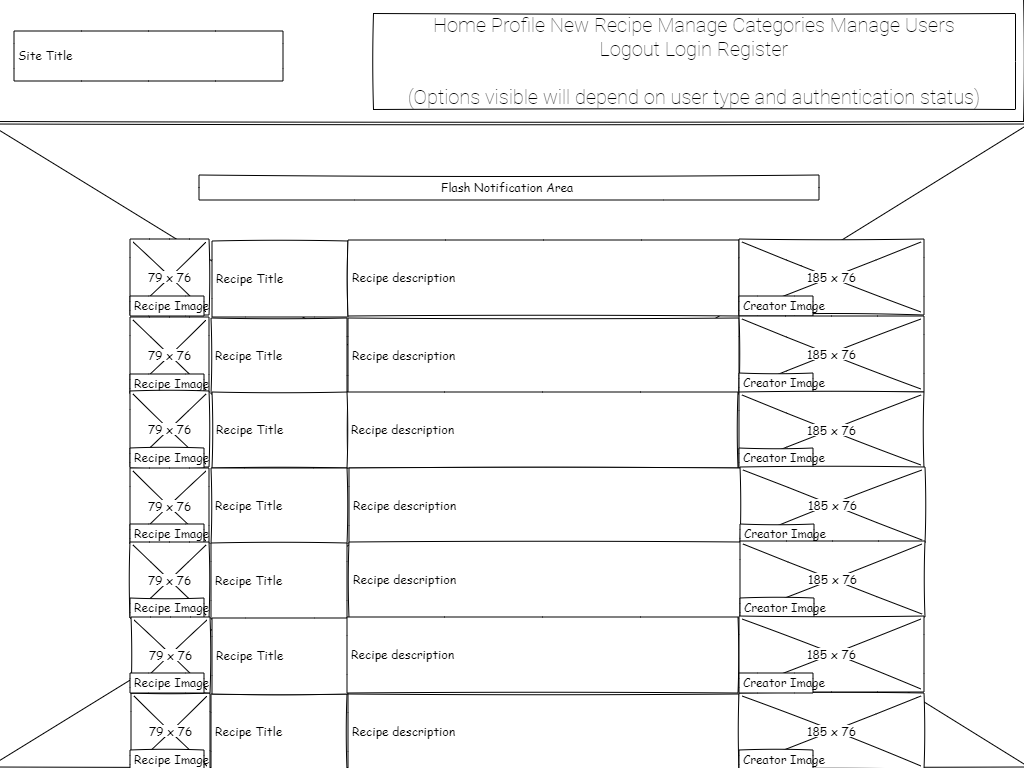 Home Profile New Recipe Manage Categories Manage Users
Logout Login Register
Site Title
(Options visible will depend on user type and authentication status)
Flash Notification Area
79 x 76 Recipe Title Recipe description 185 x 76
Recipe Image Creator Image
79 x 76 Recipe Title Recipe description 185 x 76
Recipe Image Creator Image
79 x 76 Recipe Title Recipe description 185 x 76
Recipe Image Creator Image
79 x 76 Recipe Title Recipe description 185 x 76
Recipe Image Creator Image
79 x 76 Recipe Title Recipe description 185 x 76
Recipe Image Creator Image
79 x 76 Recipe Title Recipe description 185 x 76
Recipe Image Creator Image
79 x 76 Recipe Title Recipe description 185 x 76
Recipe Image Creator Image